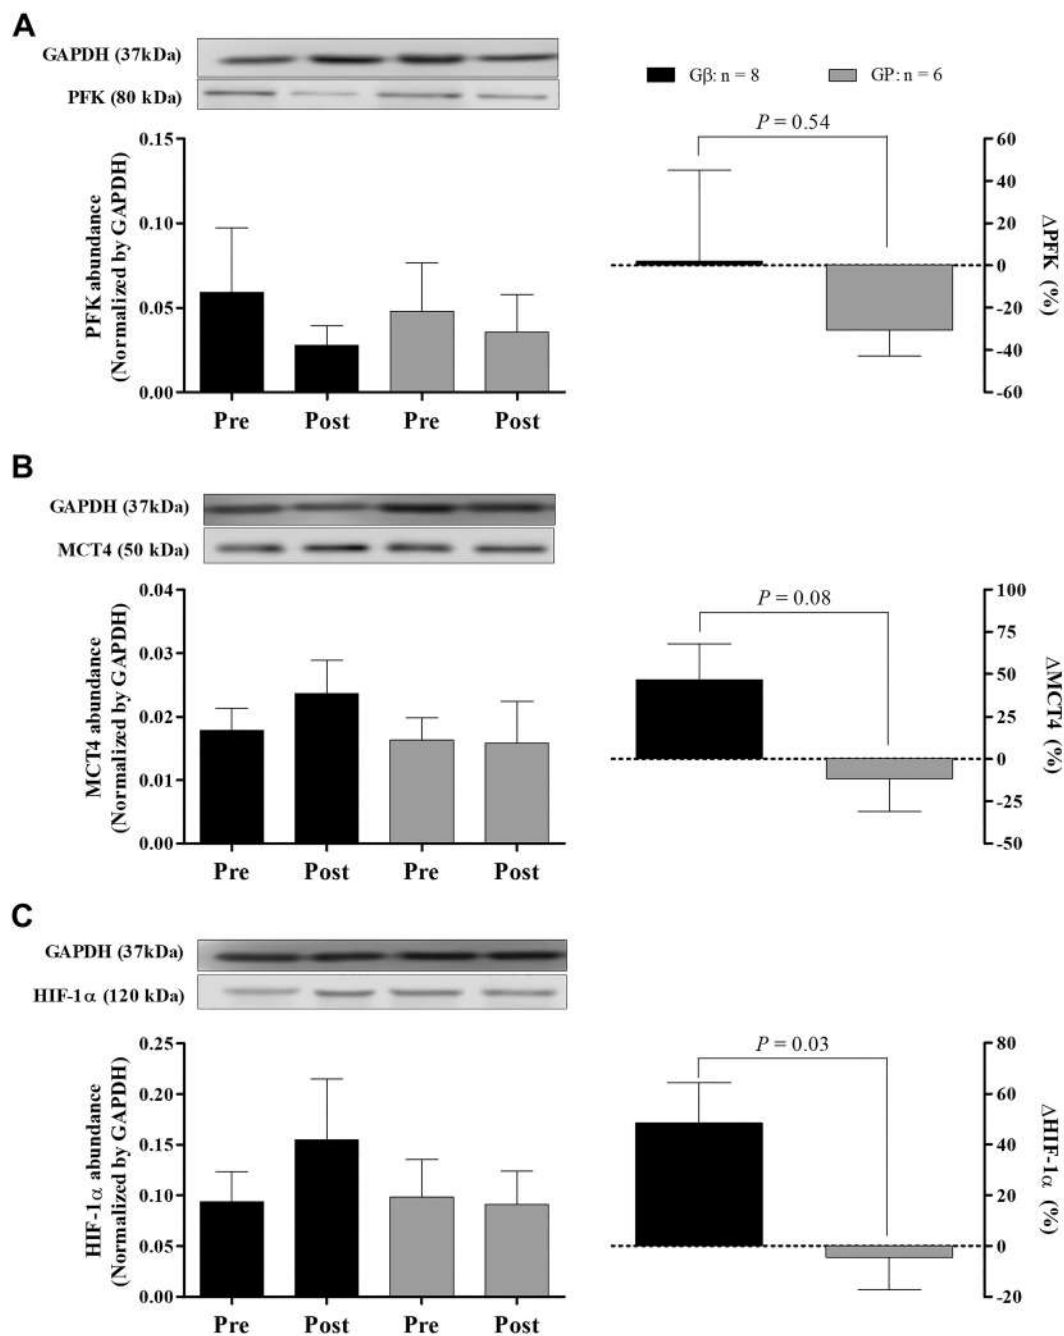 A
GAPDH (37kDa)
PFK (80 kDa)
Gβ: n = 8
GP: n = 6
P = 0.54
PFK abundance
(Normalized by GAPDH)
0.15
0.10
0.05
0.00
Pre
Post
Pre
Post
60
40
20
0
-20
-40
-60
ΔPFK (%)
B
GAPDH (37kDa)
MCT4 (50 kDa)
P = 0.08
MCT4 abundance
(Normalized by GAPDH)
0.04
0.03
0.02
0.01
0.00
Pre
Post
Pre
Post
100
75
50
25
0
-25
-50
ΔMCT4 (%)
C
GAPDH (37kDa)
HIF-1α (120 kDa)
P = 0.03
HIF-1α abundance
(Normalized by GAPDH)
0.25
0.20
0.15
0.10
0.05
0.00
Pre
Post
Pre
Post
80
60
40
20
0
-20
ΔHIF-1α (%)